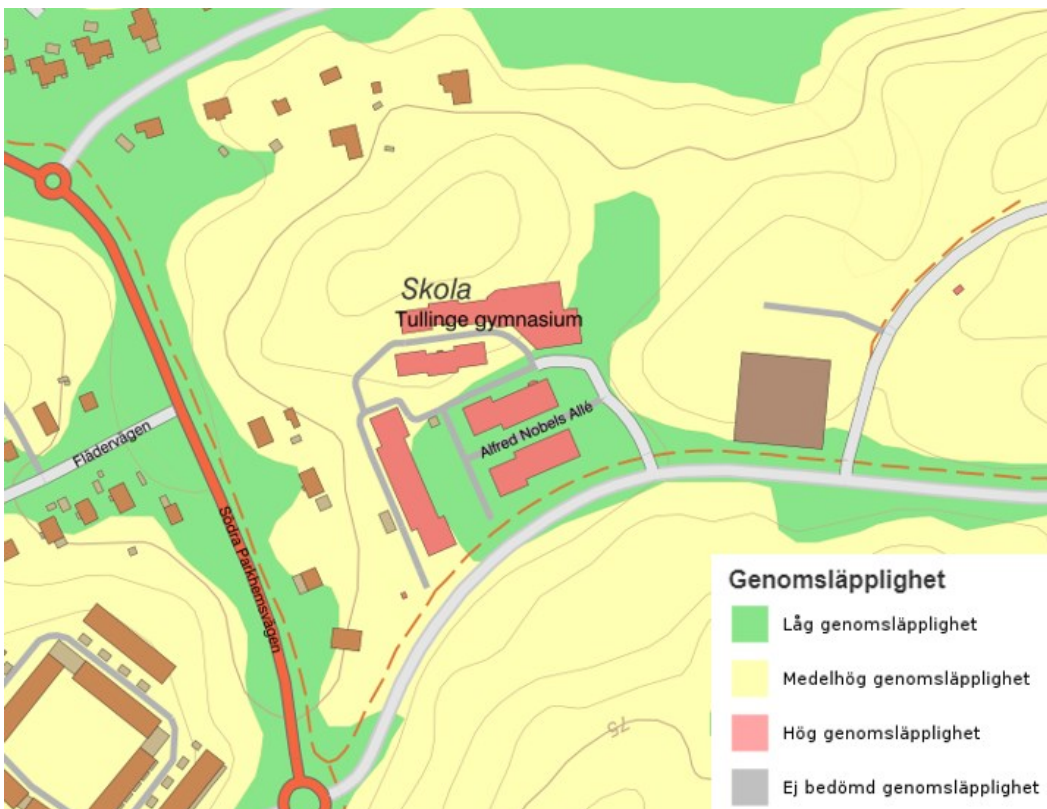 Skola
Tullinge gymnasium
Alfred Nobels Allé
Flädervägen
Södra Parkhemsvägen
75
Genomsläpplighet
Låg genomsläpplighet
Medelhög genomsläpplighet
Hög genomsläpplighet
Ej bedömd genomsläpplighet